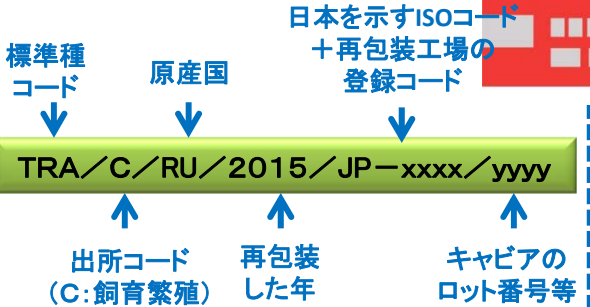 標準種
コード
原産国
日本を示すISOコード
＋再包装工場の
登録コード
TRA／C／RU／2015／JP－xxxx／yyyy
出所コード
（C：飼育繁殖）
再包装
した年
キャビアの
ロット番号等